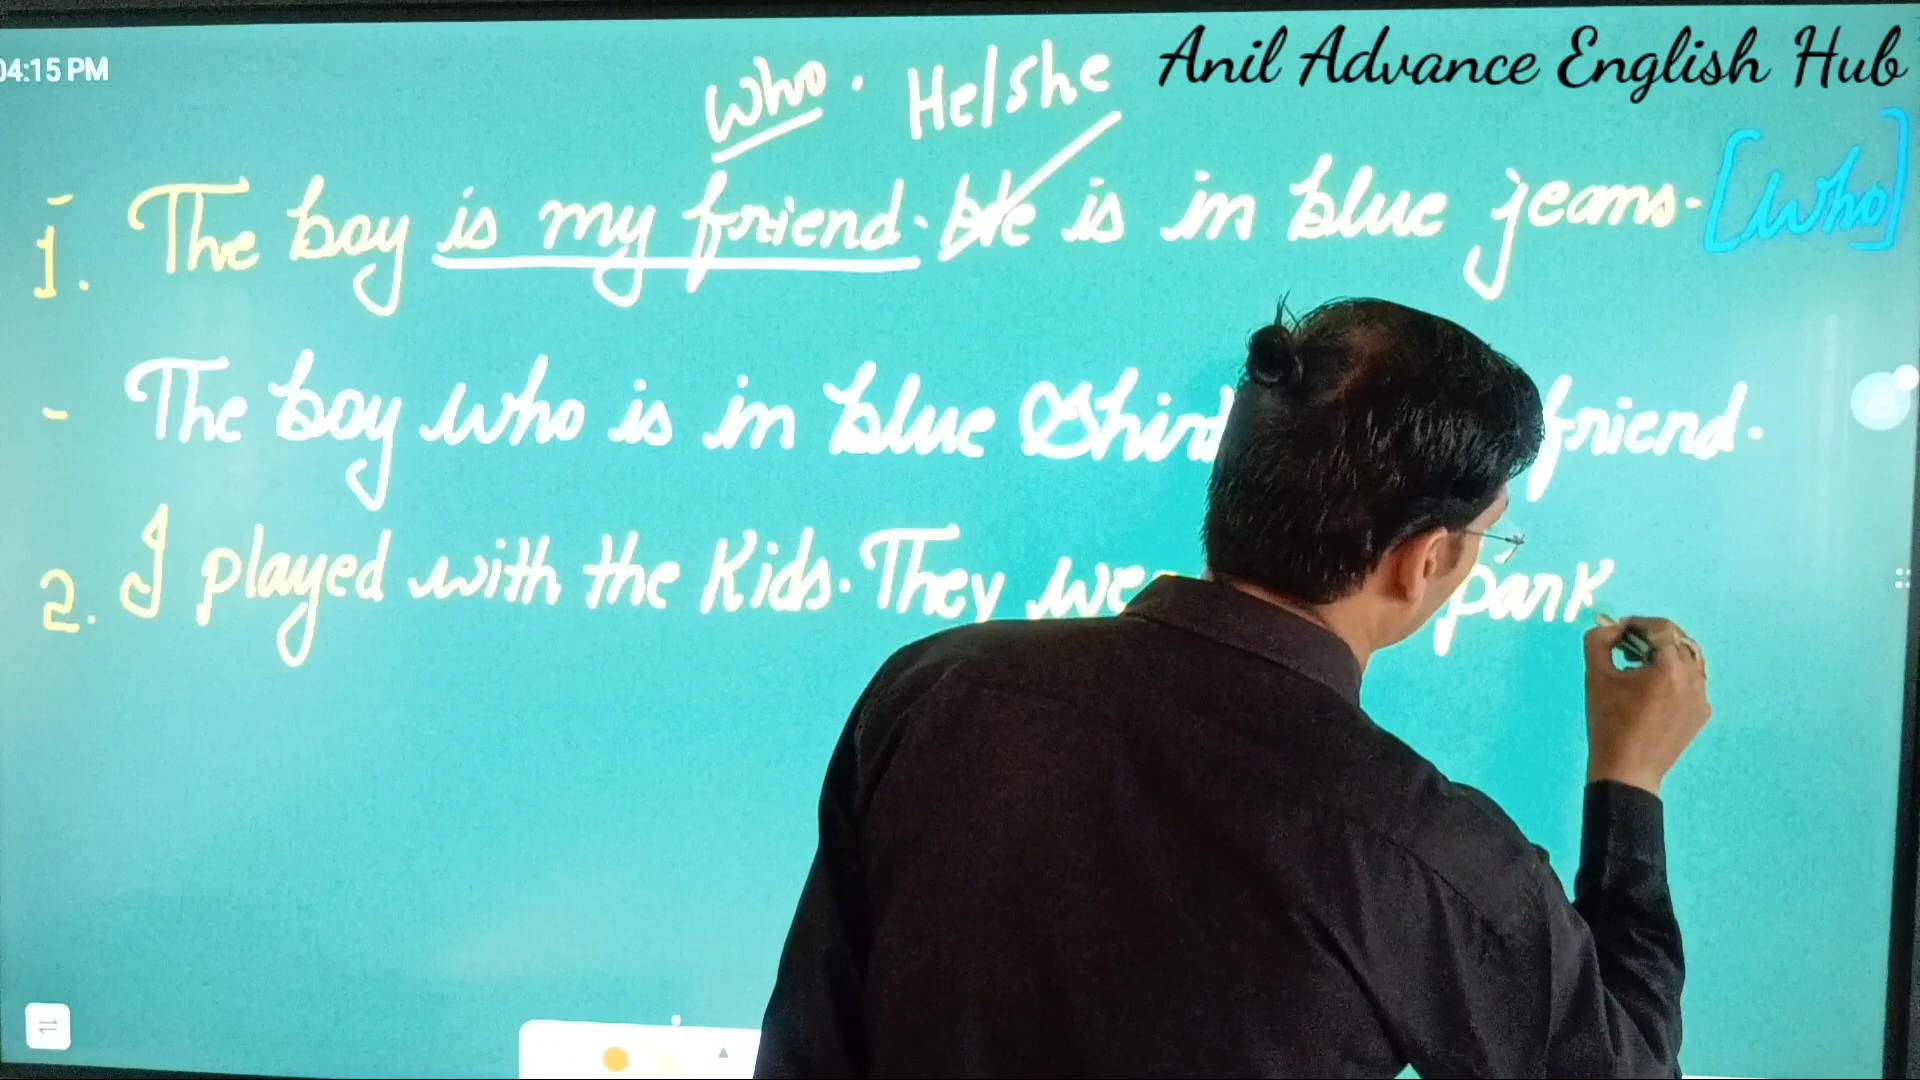 04:15 PM
Anil Advance English Hub
who. He/she
1. The boy is my friend. He is in blue jeans. [who]
- The boy who is in blue Shirt friend.
2. I played with the Kids. They park